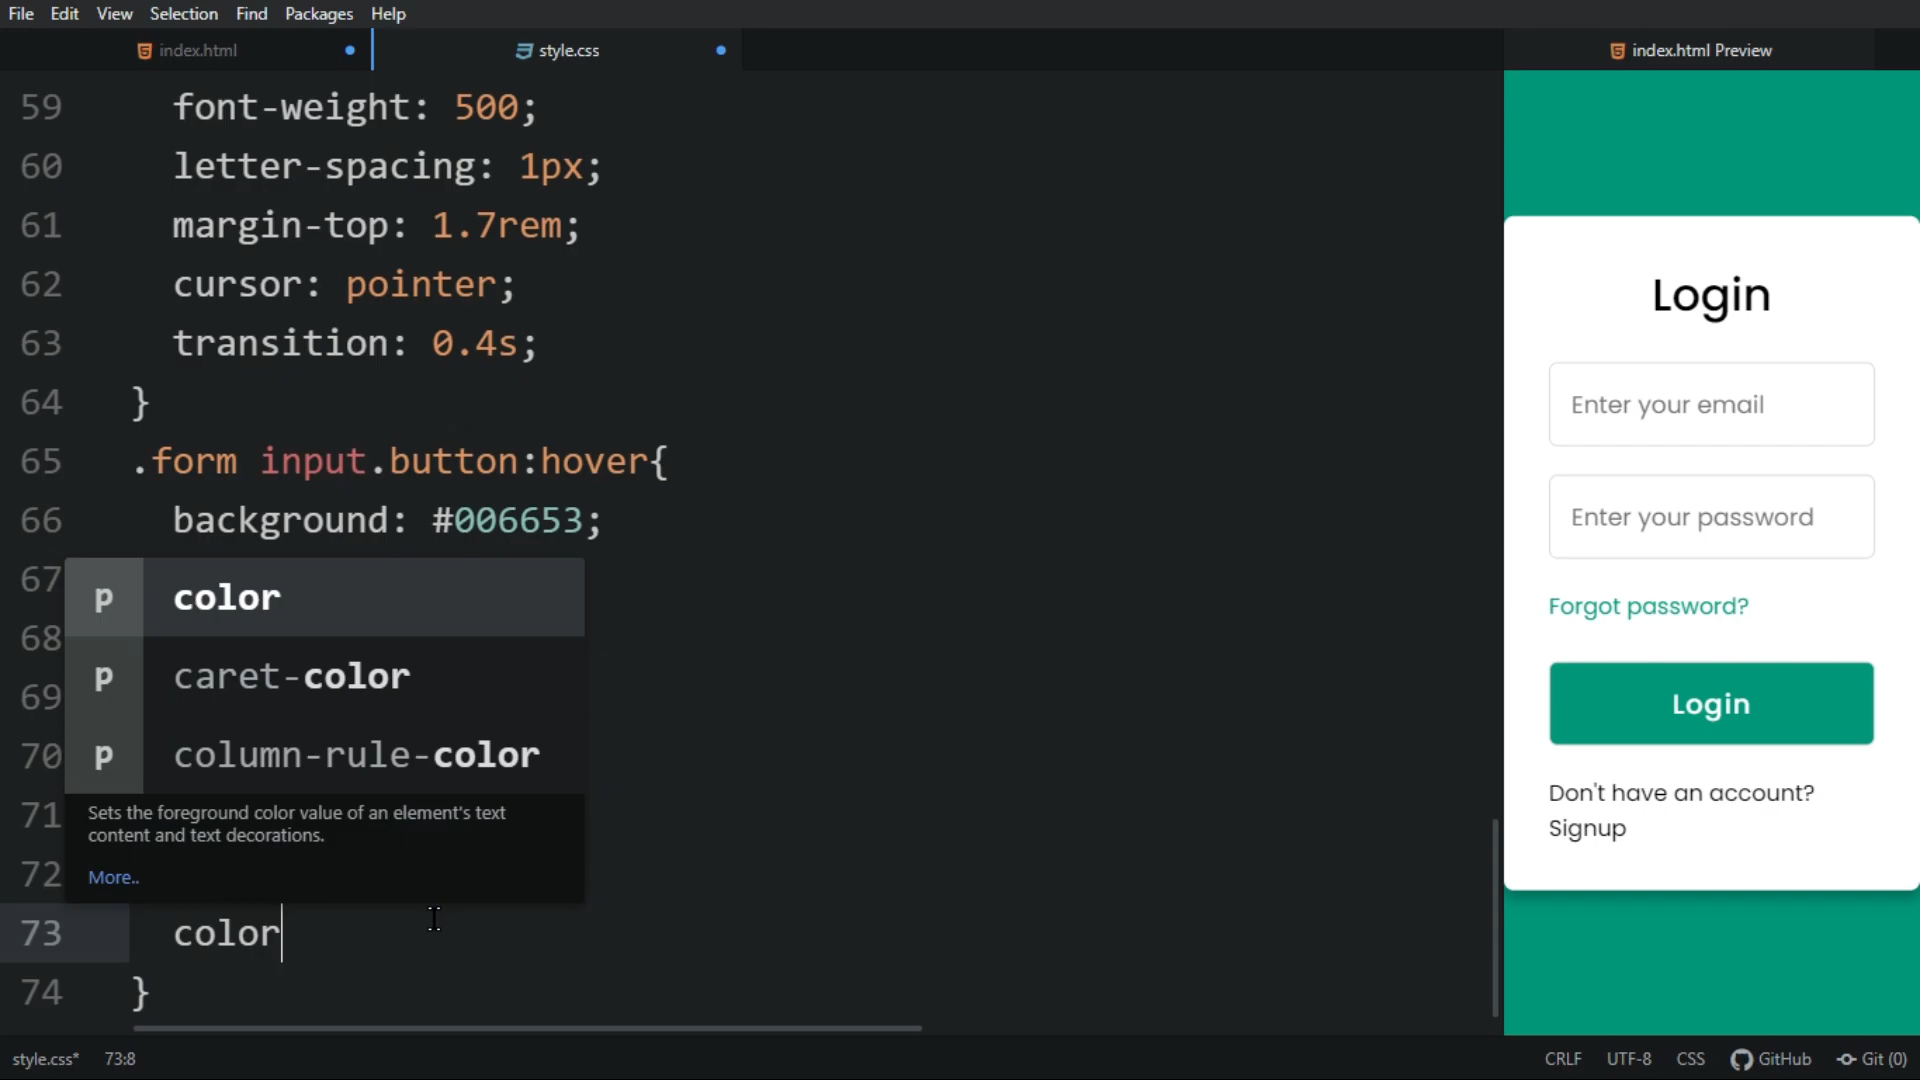 File Edit View Selection Find Packages Help
index.html style.css index.html Preview
59 font-weight: 500;
60 letter-spacing: 1px;
61 margin-top: 1.7rem;
62 cursor: pointer;
63 transition: 0.4s;
64 }
65 .form input.button:hover{
66 background: #006653;
67
p color
68
p caret-color
69
70
p column-rule-color
71
Sets the foreground color value of an element's text
content and text decorations.
72
More..
73 color
74 }
Login
Enter your email
Enter your password
Forgot password?
Login
Don't have an account?
Signup
style.css* 73:8 CRLF UTF-8 CSS GitHub Git (0)